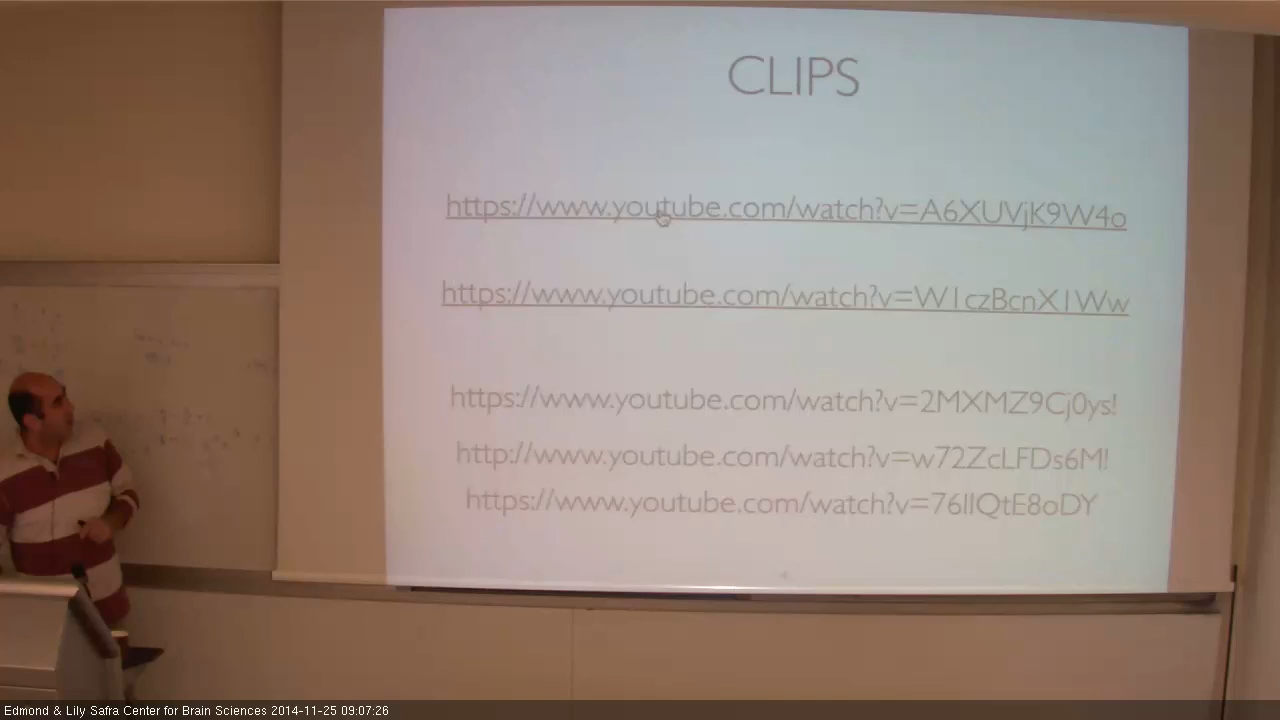 CLIPS
https://www.youtube.com/watch?v=A6XUVjK9W4o
https://www.youtube.com/watch?v=W1czBcnX1Ww
https://www.youtube.com/watch?v=2MXMZ9Cj0ys!
http://www.youtube.com/watch?v=w72ZcLFDs6M!
https://www.youtube.com/watch?v=76lIQtE8oDY
Edmond & Lily Safra Center for Brain Sciences 2014-11-25 09:07:26